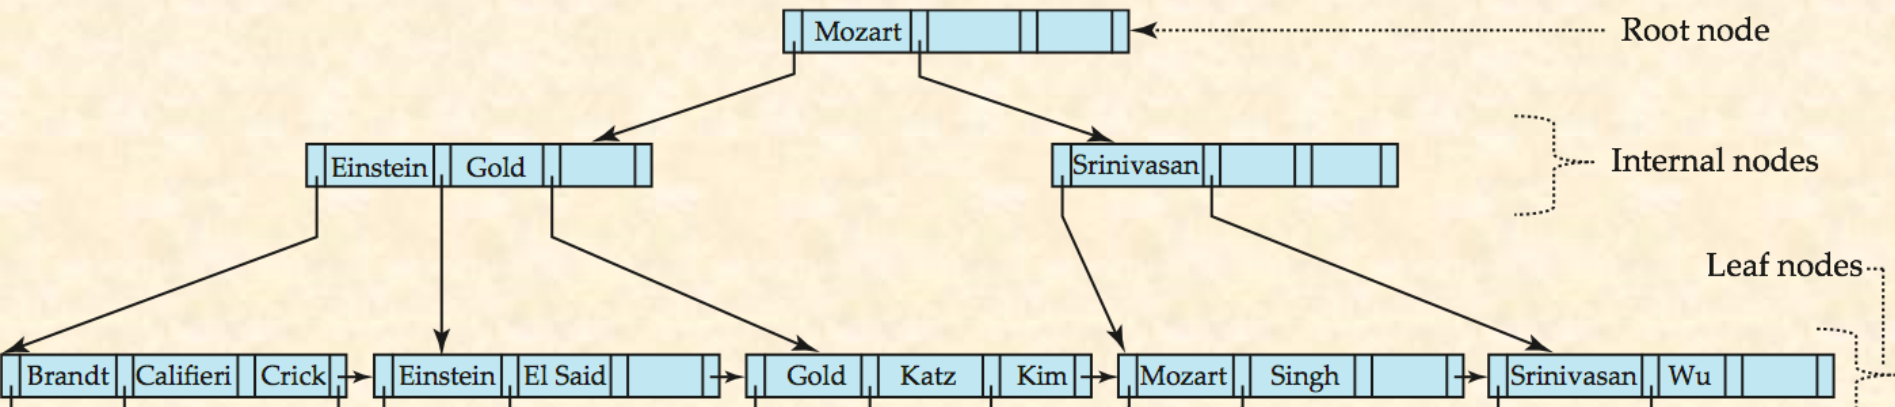 Mozart
Root node
Einstein Gold
Srinivasan
Internal nodes
Leaf nodes
Brandt Califieri Crick Einstein El Said Gold Katz Kim Mozart Singh Srinivasan Wu